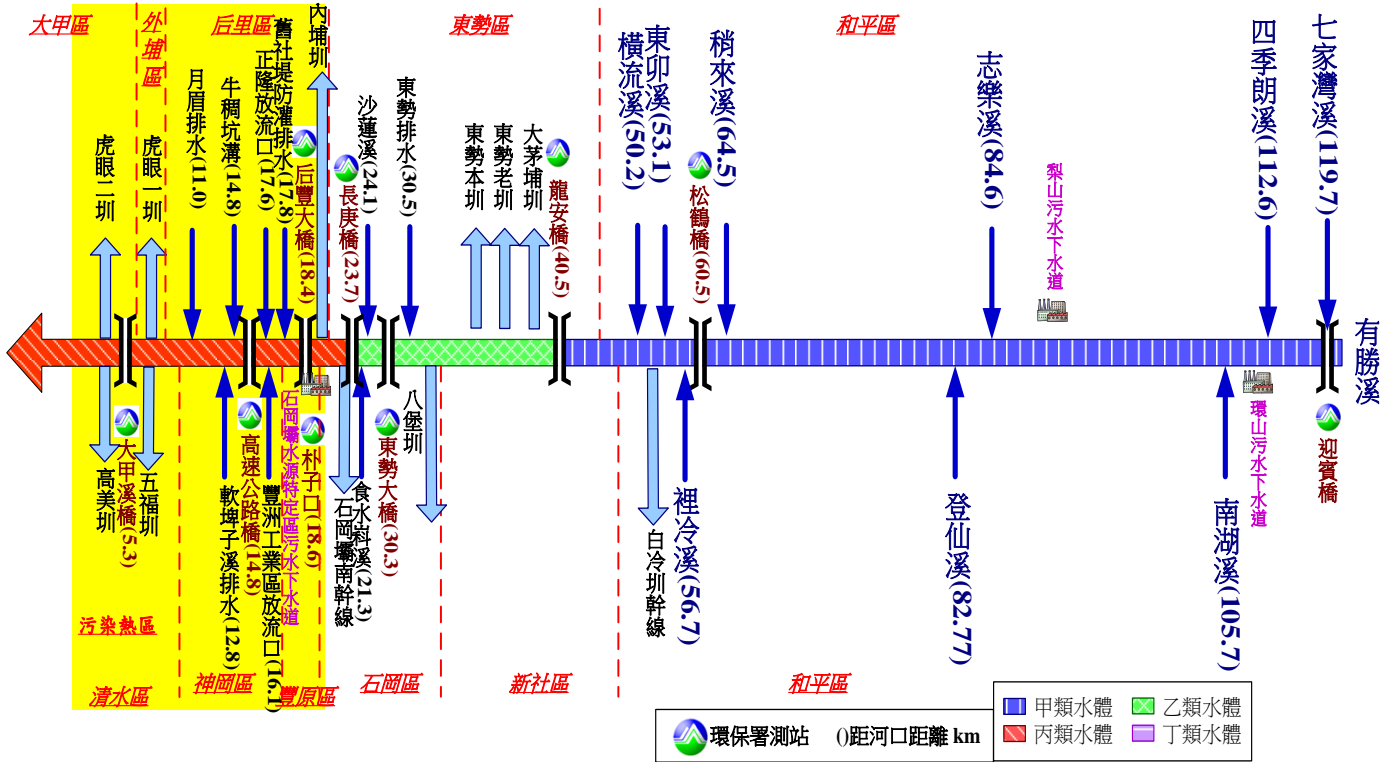 大甲區
外埔區
后里區
東勢區
和平區
虎眼二圳
虎眼一圳
月眉排水(11.0)
牛稠坑溝(14.8)
正隆放流口(17.6)
舊社堤防灌排水(17.8)
后豐大橋(18.4)
內埔圳
長庚橋(23.7)
沙蓮溪(24.1)
東勢排水(30.5)
東勢本圳
東勢老圳
大茅埔圳
龍安橋(40.5)
橫流溪(50.2)
東卯溪(53.1)
松鶴橋(60.5)
稍來溪(64.5)
志樂溪(84.6)
梨山污水下水道
四季朗溪(112.6)
七家灣溪(119.7)
有勝溪
高美圳
大甲溪橋(5.3)
五福圳
軟埤子溪排水(12.8)
高速公路橋(14.8)
豐洲工業區放流口(16.1)
石岡壩水源特定區污水下水道
朴子口(18.6)
石岡壩南幹線
食水嵙溪(21.3)
東勢大橋(30.3)
八堡圳
白冷圳幹線
裡冷溪(56.7)
登仙溪(82.77)
南湖溪(105.7)
環山污水下水道
迎賓橋
污染熱區
清水區
神岡區
豐原區
石岡區
新社區
和平區
環保署測站 ()距河口距離 km
甲類水體 乙類水體
丙類水體 丁類水體